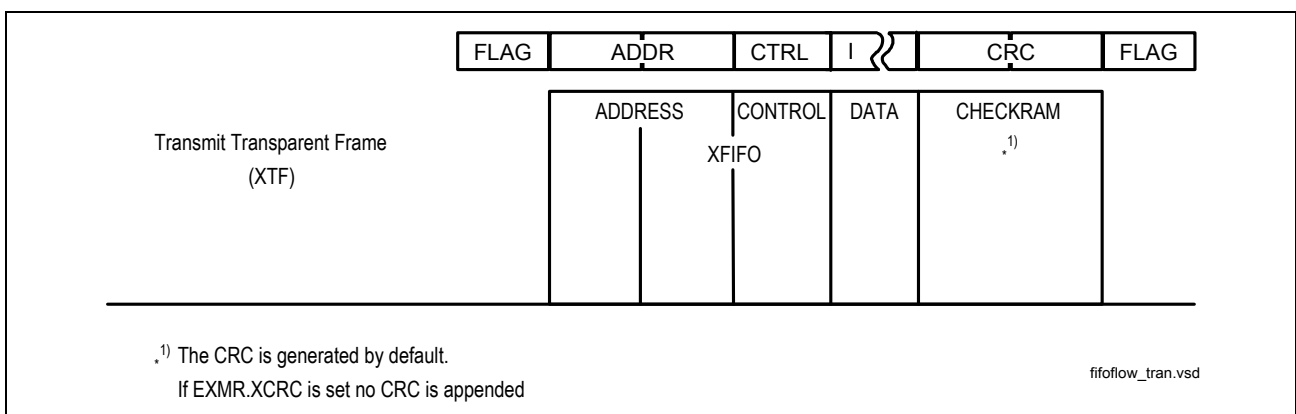 FLAG ADDR CTRL I CRC FLAG
ADDRESS CONTROL DATA CHECKRAM
Transmit Transparent Frame XFIFO *1)
(XTF)
*1) The CRC is generated by default.
If EXMR.XCRC is set no CRC is appended
fifoflow_tran.vsd